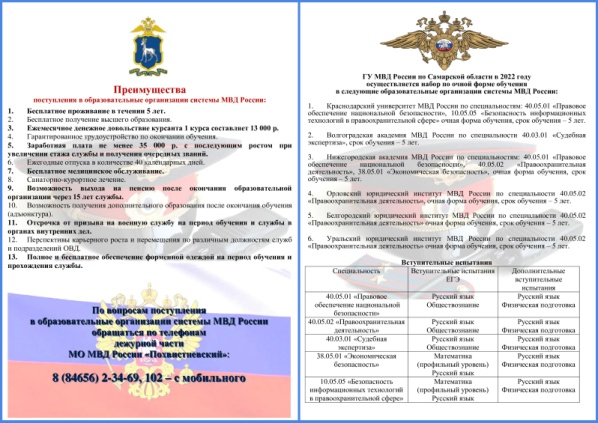 Преимущества
поступления в образовательные организации системы МВД России:
1. Бесплатное проживание в течении 5 лет.
2. Бесплатное получение высшего образования.
3. Ежемесячное денежное довольствие курсанта 1 курса составляет 13 000 р.
4. Гарантированное трудоустройство по окончании обучения.
5. Заработная плат не менее 35 000 р. с последующим ростом при
увеличении стажа службы и получении очередных званий.
6. Ежегодные отпуска в количестве 40 календарных дней.
7. Бесплатное медицинское обслуживание.
8. Санаторно-курортное лечение.
9. Возможность выхода на пенсию после окончания образовательной
организации через 15 лет службы.
10. Возможность получения дополнительного образования после окончания обучения
(адъюнктура).
11. Отсрочка от призыва на военную службу на период обучения и службы в
органах внутренних дел.
12. Перспективы карьерного роста и перемещения по различным должностям служб
и подразделений ОВД.
13. Полное и бесплатное обеспечение форменной одеждой на период обучения и
прохождения службы.
По вопросам поступления
в образовательные организации системы МВД России
обращаться по телефонам
дежурной части
МО МВД России «Похвистневский»:
8 (84656) 2-34-69, 102 – с мобильного
ГУ МВД России по Самарской области в 2022 году
осуществляется набор по очной форме обучения
в следующие образовательные организации системы МВД России:
1. Краснодарский университет МВД России по специальностям: 40.05.01 «Правовое
обеспечение национальной безопасности», 10.05.05 «Безопасность информационных
технологий в правоохранительной сфере» очная форма обучения, срок обучения – 5 лет.
2. Волгоградская академия МВД России по специальности 40.03.01 «Судебная
экспертиза», срок обучения – 5 лет.
3. Нижегородская академия МВД России по специальностям: 40.05.01 «Правовое
обеспечение национальной безопасности», 40.05.02 «Правоохранительная
деятельность», 38.05.01 «Экономическая безопасность», очная форма обучения, срок
обучения – 5 лет.
4. Орловский юридический институт МВД России по специальности 40.05.02
«Правоохранительная деятельность», очная форма обучения, срок обучения – 5 лет.
5. Белгородский юридический институт МВД России по специальности 40.05.02
«Правоохранительная деятельность» очная форма обучения, срок обучения – 5 лет.
6. Уральский юридический институт МВД России по специальности 40.05.02
«Правоохранительная деятельность» очная форма обучения, срок обучения – 5 лет.
Вступительные испытания
Специальность Вступительные испытания ЕГЭ Дополнительные вступительные испытания
40.05.01 «Правовое обеспечение национальной безопасности» Русский язык Обществознание Русский язык Физическая подготовка
40.05.02 «Правоохранительная деятельность» Русский язык Обществознание Русский язык Физическая подготовка
40.03.01 «Судебная экспертиза» Русский язык Обществознание Русский язык Физическая подготовка
38.05.01 «Экономическая безопасность» Математика (профильный уровень) Русский язык Русский язык Физическая подготовка
10.05.05 «Безопасность информационных технологий в правоохранительной сфере» Математика (профильный уровень) Русский язык Русский язык Физическая подготовка